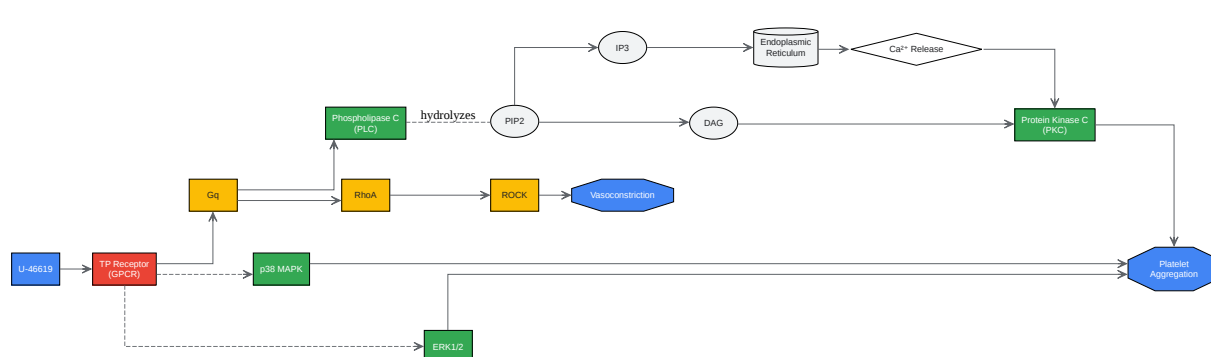 IP3
Endoplasmic
Reticulum
Ca²⁺ Release
Phospholipase C
(PLC)
hydrolyzes
PIP2
DAG
Protein Kinase C
(PKC)
Gq
RhoA
ROCK
Vasoconstriction
U-46619
TP Receptor
(GPCR)
p38 MAPK
Platelet
Aggregation
ERK1/2